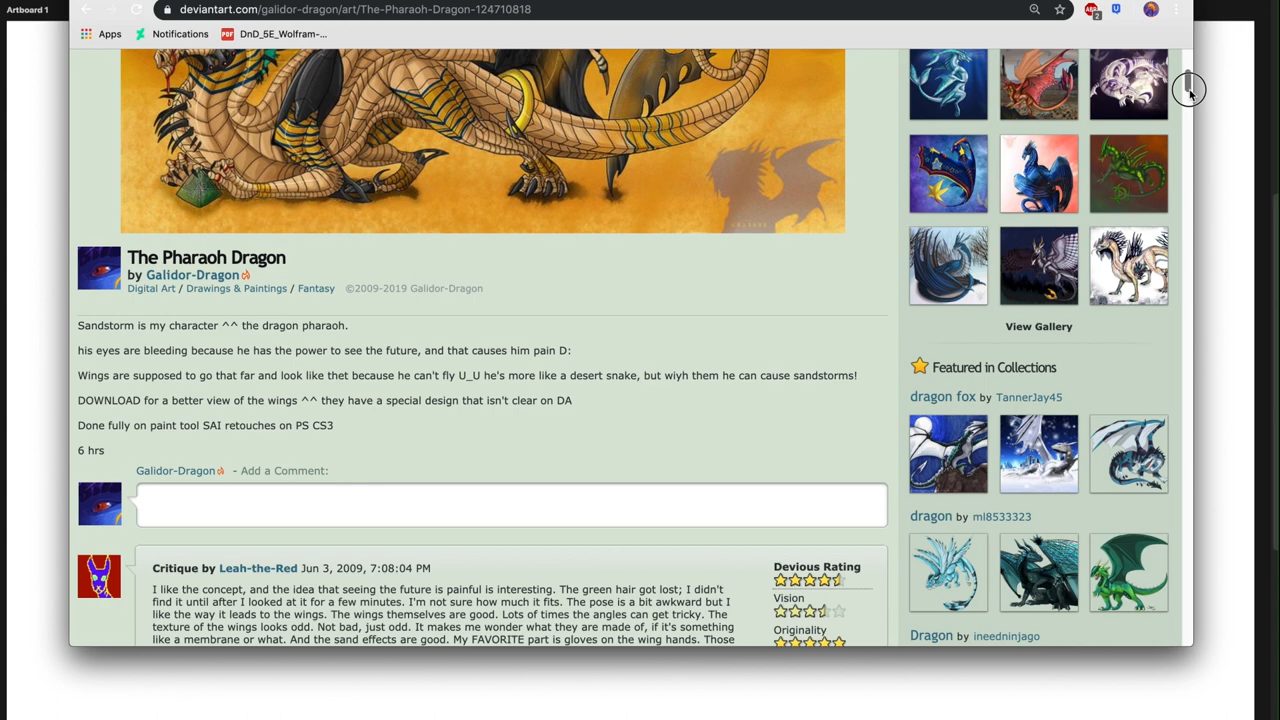 Artboard 1
deviantart.com/galidor-dragon/art/The-Pharaoh-Dragon-124710818
2
Apps Notifications PDF DnD_5E_Wolfram-...
The Pharaoh Dragon
by Galidor-Dragon
Digital Art / Drawings & Paintings / Fantasy ©2009-2019 Galidor-Dragon
Sandstorm is my character ^^ the dragon pharaoh.
his eyes are bleeding because he has the power to see the future, and that causes him pain D:
Wings are supposed to go tht far and look like thet because he can't fly U_U he's more like a desert snake, but wiyh them he can cause sandstorms!
DOWNLOAD for a better view of the wings ^^ they have a special design that isn't clear on DA
Done fully on paint tool SAI retouches on PS CS3
6 hrs
Galidor-Dragon - Add a Comment:
Critique by Leah-the-Red Jun 3, 2009, 7:08:04 PM
I like the concept, and the idea that seeing the future is painful is interesting. The green hair got lost; I didn't
find it until after I looked at it for a few minutes. I'm not sure how much it fits. The pose is a bit awkward but I
like the way it leads to the wings. The wings themselves are good. Lots of times the angles can get tricky. The
texture of the wings looks odd. Not bad, just odd. It makes me wonder what they are made of, if it's something
like a membrane or what. And the sand effects are good. My FAVORITE part is gloves on the wing hands. Those
Devious Rating
Vision
Originality
View Gallery
Featured in Collections
dragon fox by TannerJay45
dragon by ml8533323
Dragon by ineedninjago